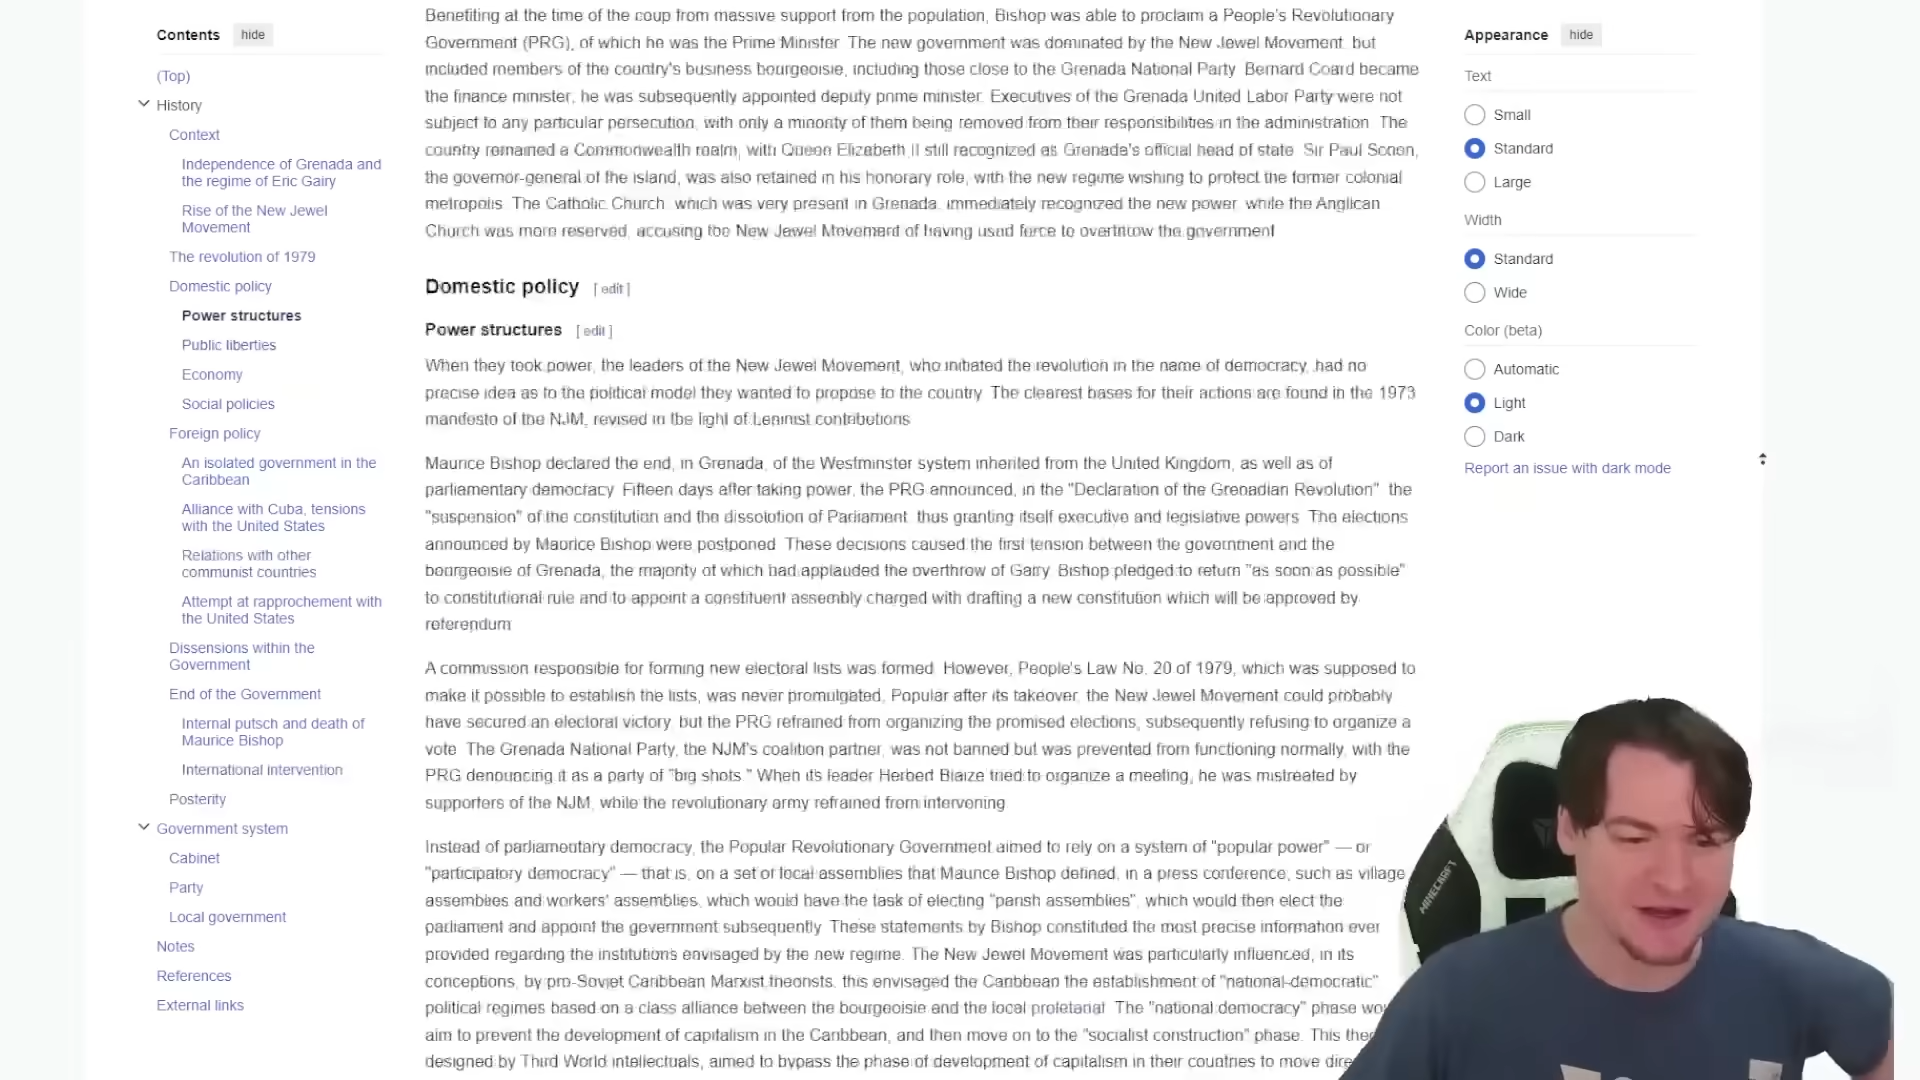 Contents hide
(Top)
History
Context
Independence of Grenada and
the regime of Eric Gairy
Rise of the New Jewel
Movement
The revolution of 1979
Domestic policy
Power structures
Public liberties
Economy
Social policies
Foreign policy
An isolated government in the
Caribbean
Alliance with Cuba, tensions
with the United States
Relations with other
communist countries
Attempt at rapprochement with
the United States
Dissensions within the
Government
End of the Government
Internal putsch and death of
Maurice Bishop
International intervention
Posterity
Government system
Cabinet
Party
Local government
Notes
References
External links
Benefiting at the time of the coup from massive support from the population, Bishop was able to proclaim a People's Revolutionary
Government (PRG), of which he was the Prime Minister. The new government was dominated by the New Jewel Movement, but
included members of the country's business bourgeoisie, including those close to the Grenada National Party. Bernard Coard became
the finance minister; he was subsequently appointed deputy prime minister. Executives of the Grenada United Labor Party were not
subject to any particular persecution, with only a minority of them being removed from their responsibilities in the administration. The
country remained a Commonwealth realm, with Queen Elizabeth II still recognized as Grenada's official head of state. Sir Paul Scoon,
the governor-general of the island, was also retained in his honorary role, with the new regime wishing to protect the former colonial
metropolis. The Catholic Church, which was very present in Grenada, immediately recognized the new power, while the Anglican
Church was more reserved, accusing the New Jewel Movement of having used force to overthrow the government.
Domestic policy [ edit ]
Power structures [ edit ]
When they took power, the leaders of the New Jewel Movement, who initiated the revolution in the name of democracy, had no
precise idea as to the political model they wanted to propose to the country. The clearest bases for their actions are found in the 1973
manifesto of the NJM, revised in the light of Leninist contributions.
Maurice Bishop declared the end, in Grenada, of the Westminster system inherited from the United Kingdom, as well as of
parliamentary democracy. Fifteen days after taking power, the PRG announced, in the "Declaration of the Grenadian Revolution", the
"suspension" of the constitution and the dissolution of Parliament, thus granting itself executive and legislative powers. The elections
announced by Maurice Bishop were postponed. These decisions caused the first tension between the government and the
bourgeoisie of Grenada, the majority of which had applauded the overthrow of Gairy. Bishop pledged to return "as soon as possible"
to constitutional rule and to appoint a constituent assembly charged with drafting a new constitution which will be approved by
referendum.
A commission responsible for forming new electoral lists was formed. However, People's Law No. 20 of 1979, which was supposed to
make it possible to establish the lists, was never promulgated. Popular after its takeover, the New Jewel Movement could probably
have secured an electoral victory, but the PRG refrained from organizing the promised elections, subsequently refusing to organize a
vote. The Grenada National Party, the NJM's coalition partner, was not banned but was prevented from functioning normally, with the
PRG denouncing it as a party of "big shots." When its leader Herbert Blaize tried to organize a meeting, he was mistreated by
supporters of the NJM, while the revolutionary army refrained from intervening.
Instead of parliamentary democracy, the Popular Revolutionary Government aimed to rely on a system of "popular power" — or
"participatory democracy" — that is, on a set of local assemblies that Maurice Bishop defined, in a press conference, such as village
assemblies and workers' assemblies, which would have the task of electing "parish assemblies", which would then elect the
parliament and appoint the government subsequently. These statements by Bishop constituted the most precise information ever
provided regarding the institutions envisaged by the new regime. The New Jewel Movement was particularly influenced, in its
conceptions, by pro-Soviet Caribbean Marxist theorists: this envisaged the Caribbean the establishment of "national-democratic"
political regimes based on a class alliance between the bourgeoisie and the local proletariat. The "national democracy" phase wou
aim to prevent the development of capitalism in the Caribbean, and then move on to the "socialist construction" phase. This the
designed by Third World intellectuals, aimed to bypass the phase of development of capitalism in their countries to move dire
Appearance hide
Text
Small
Standard
Large
Width
Standard
Wide
Color (beta)
Automatic
Light
Dark
Report an issue with dark mode
MINECRAFT